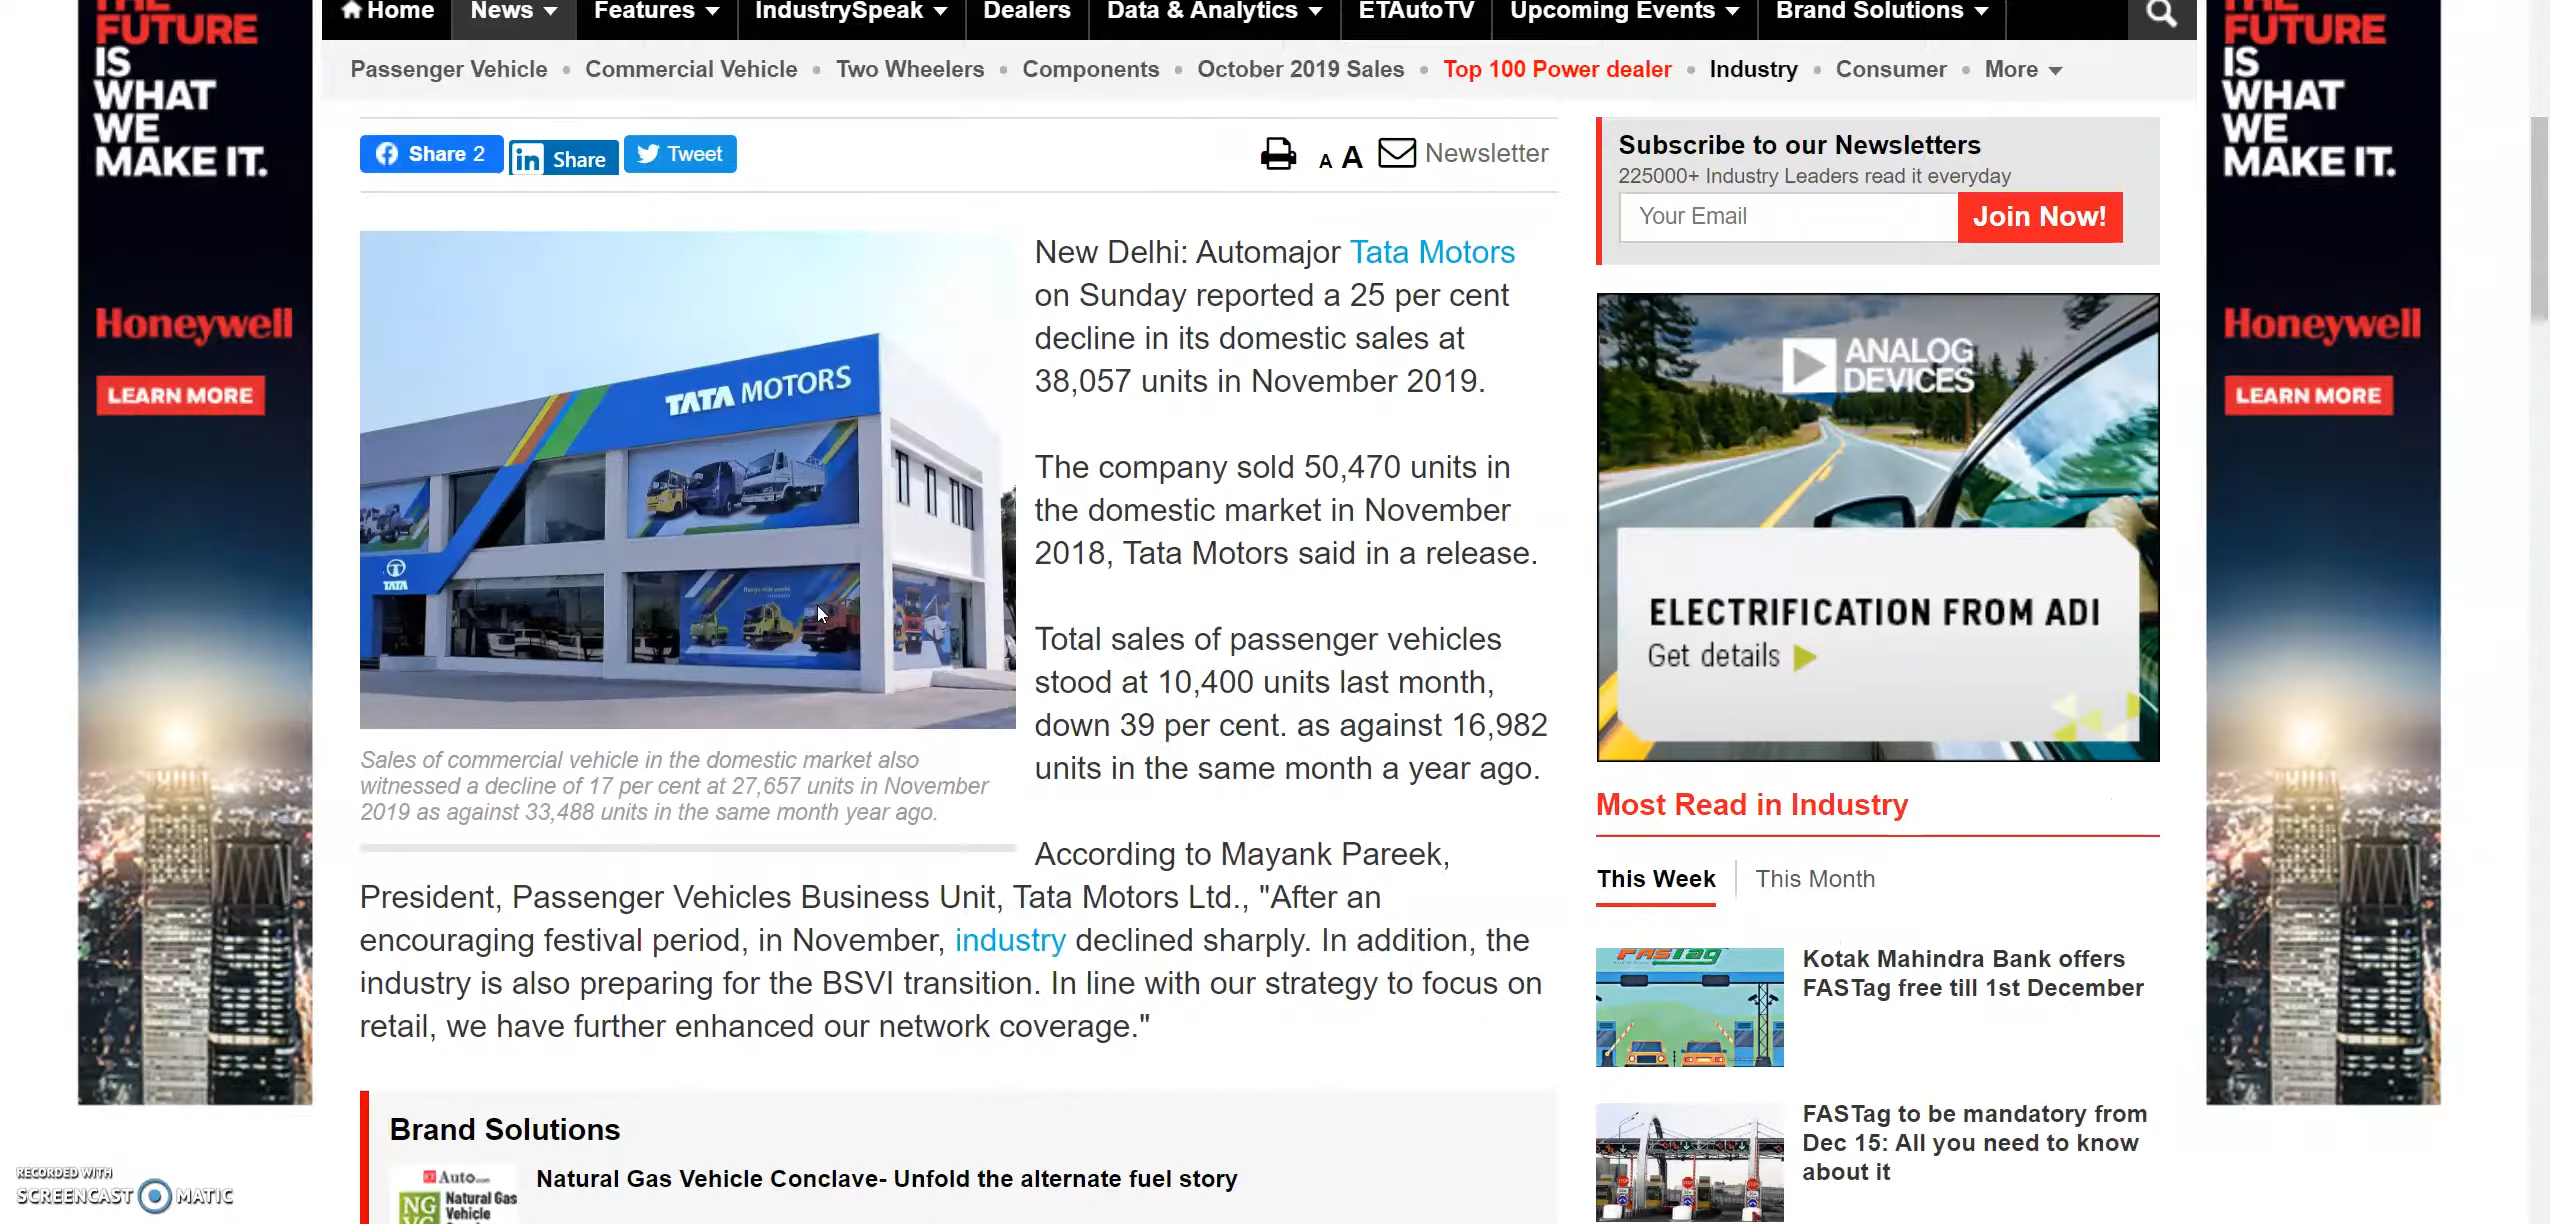 THE
FUTURE
IS
WHAT
WE
MAKE IT.
Honeywell
LEARN MORE
Home News Features IndustrySpeak Dealers Data & Analytics ETAutoTV Upcoming Events Brand Solutions
Passenger Vehicle • Commercial Vehicle • Two Wheelers • Components • October 2019 Sales • Top 100 Power dealer • Industry • Consumer • More
Share 2 in Share Tweet
A A Newsletter
TATA MOTORS
TATA
Sales of commercial vehicle in the domestic market also
witnessed a decline of 17 per cent at 27,657 units in November
2019 as against 33,488 units in the same month year ago.
New Delhi: Automajor Tata Motors
on Sunday reported a 25 per cent
decline in its domestic sales at
38,057 units in November 2019.
The company sold 50,470 units in
the domestic market in November
2018, Tata Motors said in a release.
Total sales of passenger vehicles
stood at 10,400 units last month,
down 39 per cent. as against 16,982
units in the same month a year ago.
According to Mayank Pareek,
President, Passenger Vehicles Business Unit, Tata Motors Ltd., "After an
encouraging festival period, in November, industry declined sharply. In addition, the
industry is also preparing for the BSVI transition. In line with our strategy to focus on
retail, we have further enhanced our network coverage."
Brand Solutions
Auto.com
Natural Gas
Vehicle
NG
Natural Gas Vehicle Conclave- Unfold the alternate fuel story
Subscribe to our Newsletters
225000+ Industry Leaders read it everyday
Your Email Join Now!
ANALOG
DEVICES
ELECTRIFICATION FROM ADI
Get details
Most Read in Industry
This Week This Month
FASTag
Kotak Mahindra Bank offers
FASTag free till 1st December
FASTag to be mandatory from
Dec 15: All you need to know
about it
THE
FUTURE
IS
WHAT
WE
MAKE IT.
Honeywell
LEARN MORE
RECORDED WITH
SCREENCAST MATIC